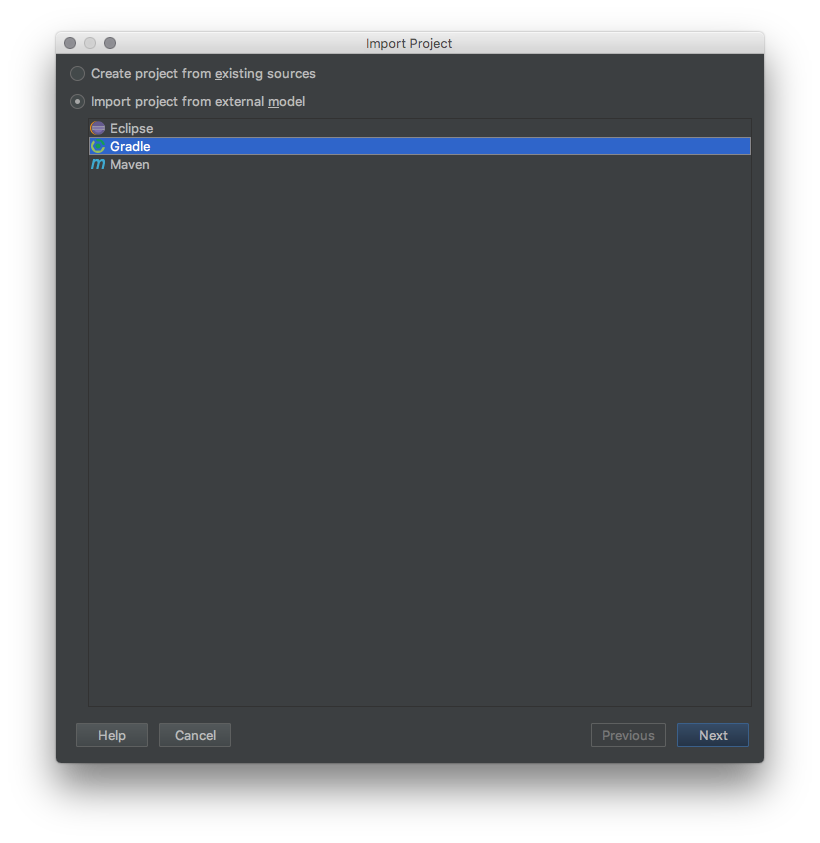 Import Project
Create project from existing sources
Import project from external model
Eclipse
Gradle
Maven
Help Cancel Previous Next